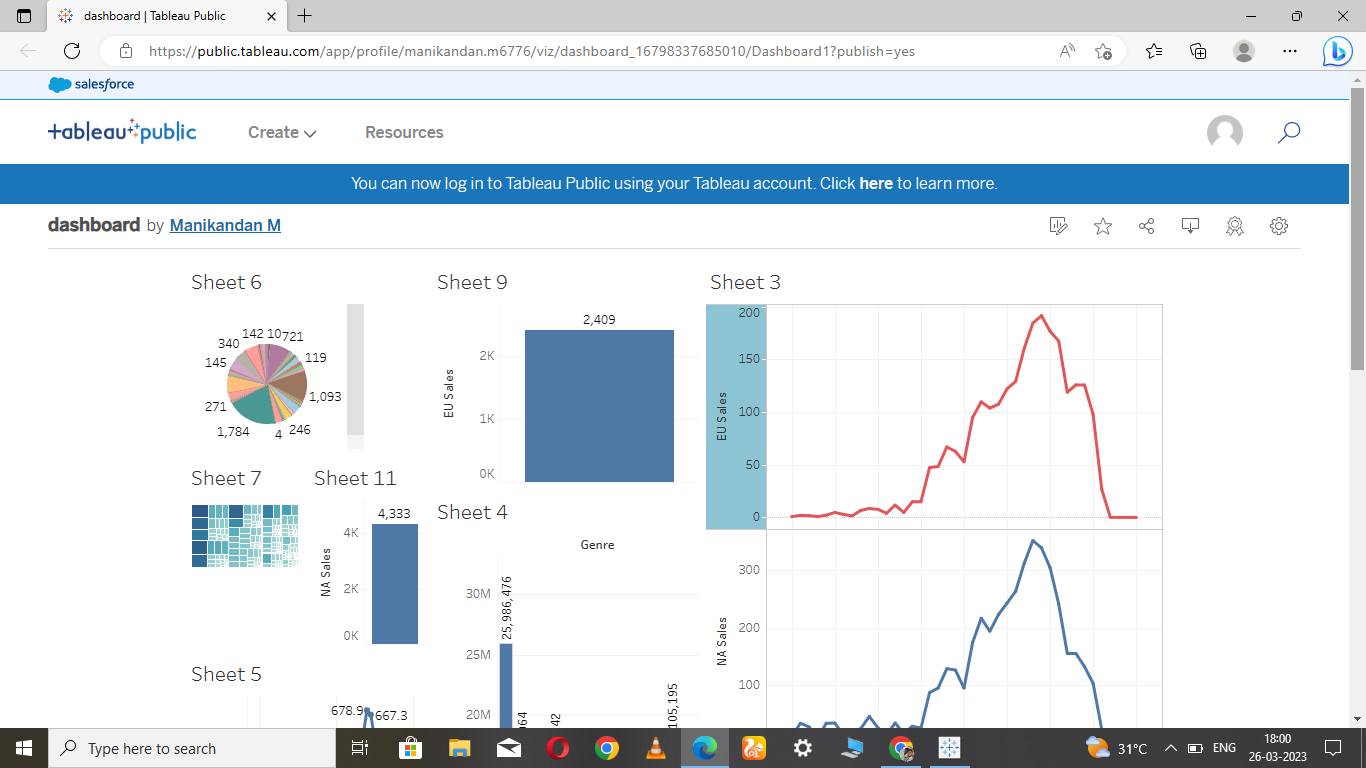 dashboard | Tableau Public
https://public.tableau.com/app/profile/manikandan.m6776/viz/dashboard_16798337685010/Dashboard1?publish=yes
salesforce
+ableau+public Create Resources
You can now log in to Tableau Public using your Tableau account. Click here to learn more.
dashboard by Manikandan M
Sheet 6
142 10 721
340
119
145
1,093
271
246
1,784
4
Sheet 9
2,409
EU Sales
2K
1K
0K
Sheet 3
EU Sales
200
150
100
50
0
NA Sales
300
200
100
Sheet 7
Sheet 11
4,333
NA Sales
4K
2K
0K
Sheet 4
Genre
30M
25M
20M
25,986,476
64
42
105,195
Sheet 5
678.9
667.3
Type here to search
31°C
ENG
18:00
26-03-2023